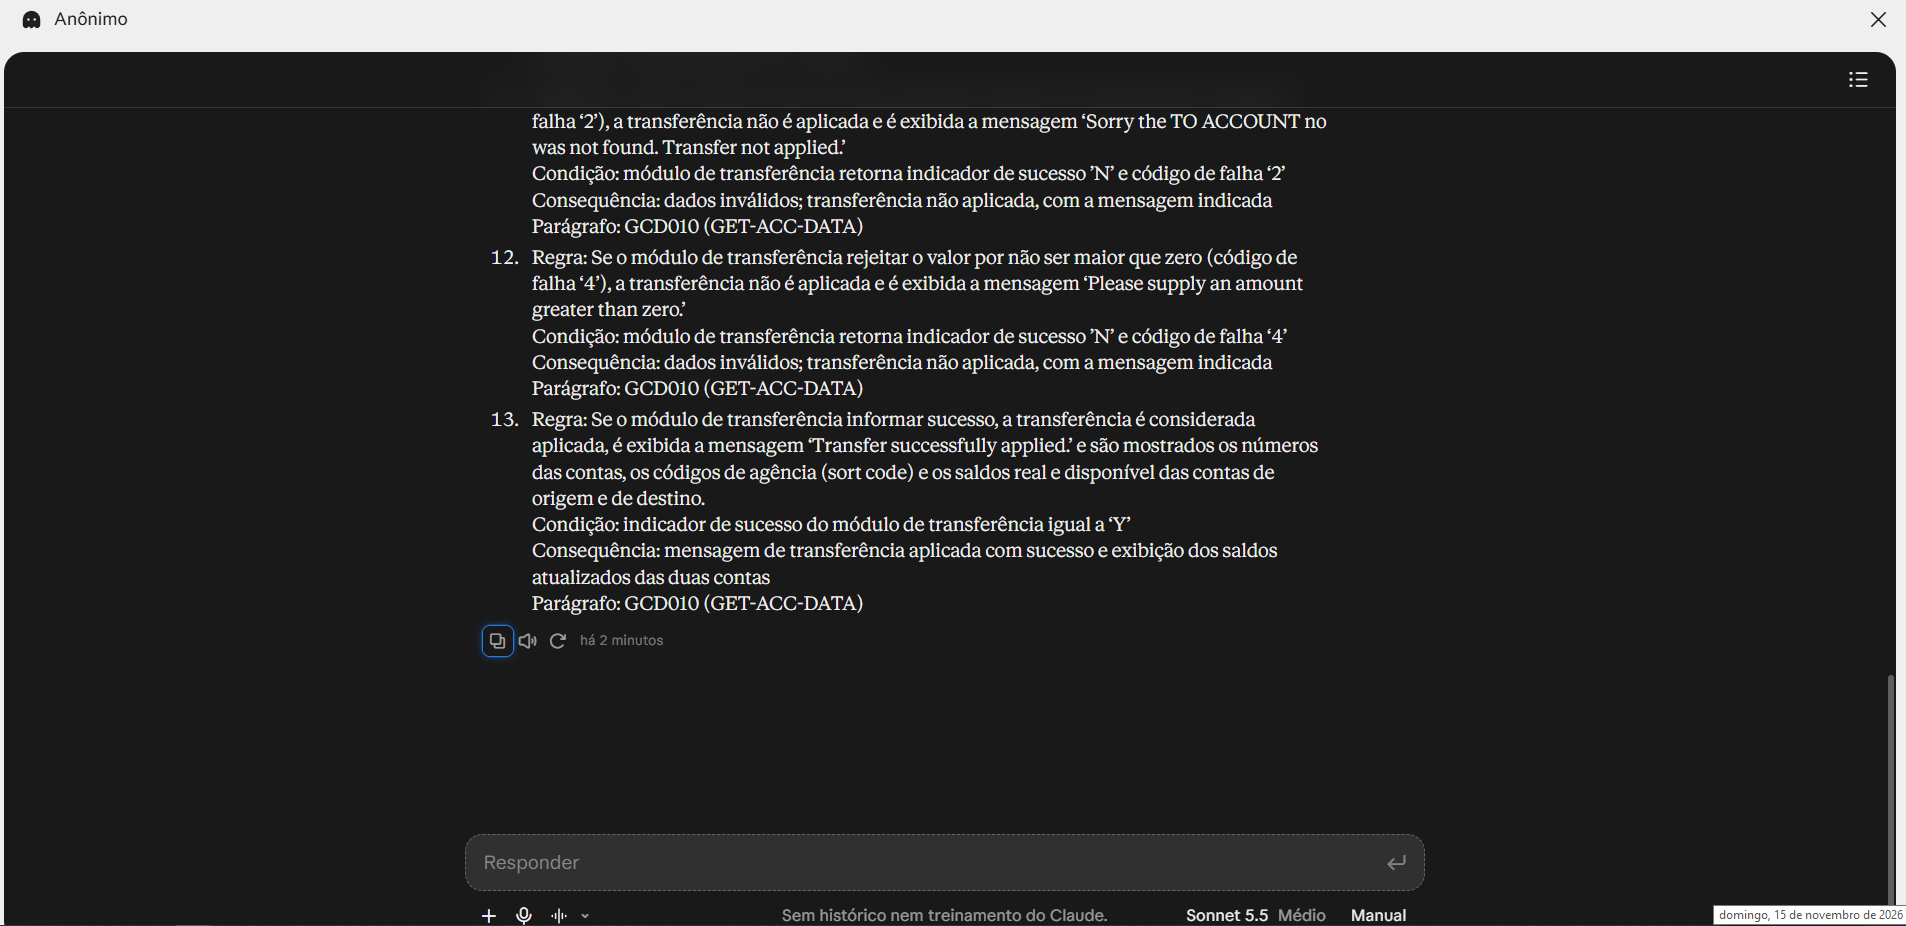 Anônimo
falha ‘2’), a transferência não é aplicada e é exibida a mensagem ‘Sorry the TO ACCOUNT no
was not found. Transfer not applied.’
Condição: módulo de transferência retorna indicador de sucesso ’N’ e código de falha ‘2’
Consequência: dados inválidos; transferência não aplicada, com a mensagem indicada
Parágrafo: GCD010 (GET-ACC-DATA)
12. Regra: Se o módulo de transferência rejeitar o valor por não ser maior que zero (código de
falha ‘4’), a transferência não é aplicada e é exibida a mensagem ‘Please supply an amount
greater than zero.’
Condição: módulo de transferência retorna indicador de sucesso ’N’ e código de falha ‘4’
Consequência: dados inválidos; transferência não aplicada, com a mensagem indicada
Parágrafo: GCD010 (GET-ACC-DATA)
13. Regra: Se o módulo de transferência informar sucesso, a transferência é considerada
aplicada, é exibida a mensagem ‘Transfer successfully applied.’ e são mostrados os números
das contas, os códigos de agência (sort code) e os saldos real e disponível das contas de
origem e de destino.
Condição: indicador de sucesso do módulo de transferência igual a ‘Y’
Consequência: mensagem de transferência aplicada com sucesso e exibição dos saldos
atualizados das duas contas
Parágrafo: GCD010 (GET-ACC-DATA)
há 2 minutos
Responder
Sem histórico nem treinamento do Claude.
Sonnet 5.5 Médio Manual
domingo, 15 de novembro de 2026